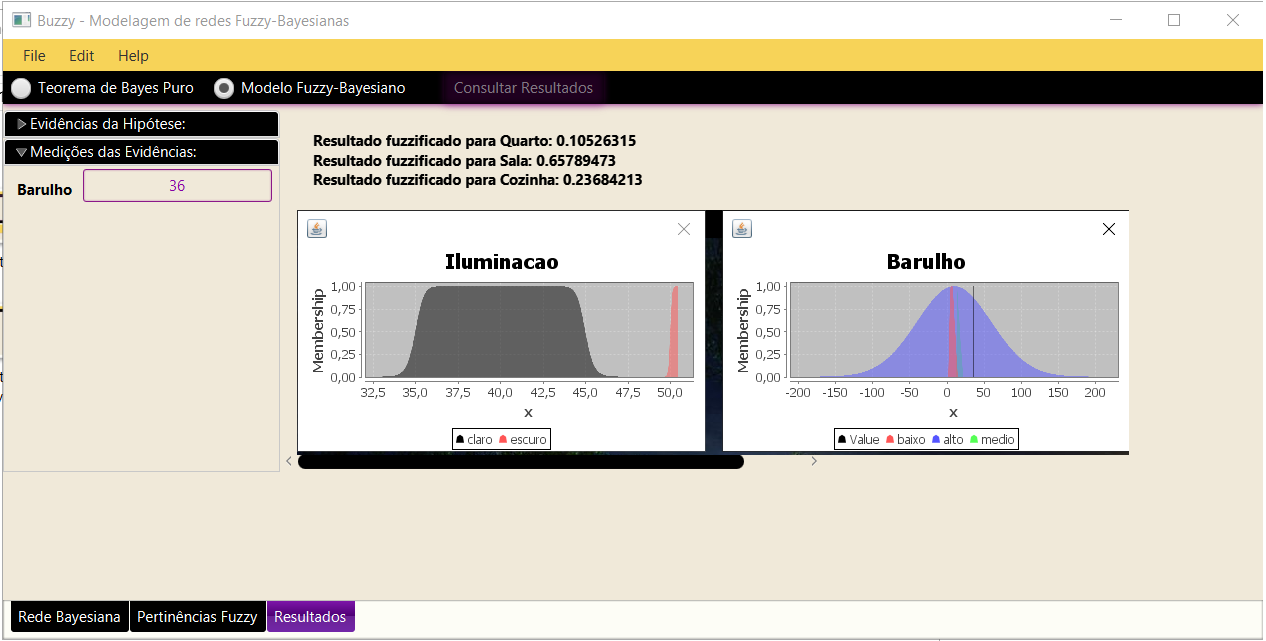 Buzzy - Modelagem de redes Fuzzy-Bayesianas
File Edit Help
Teorema de Bayes Puro Modelo Fuzzy-Bayesiano Consultar Resultados
Evidências da Hipótese:
Medições das Evidências:
Barulho 36
Resultado fuzzificado para Quarto: 0.10526315
Resultado fuzzificado para Sala: 0.65789473
Resultado fuzzificado para Cozinha: 0.23684213
Iluminacao
Membership
1,00
0,75
0,50
0,25
0,00
32,5 35,0 37,5 40,0 42,5 45,0 47,5 50,0
x
claro escuro
Barulho
Membership
1,00
0,75
0,50
0,25
0,00
-200 -150 -100 -50 0 50 100 150 200
x
Value baixo alto medio
Rede Bayesiana Pertinências Fuzzy Resultados